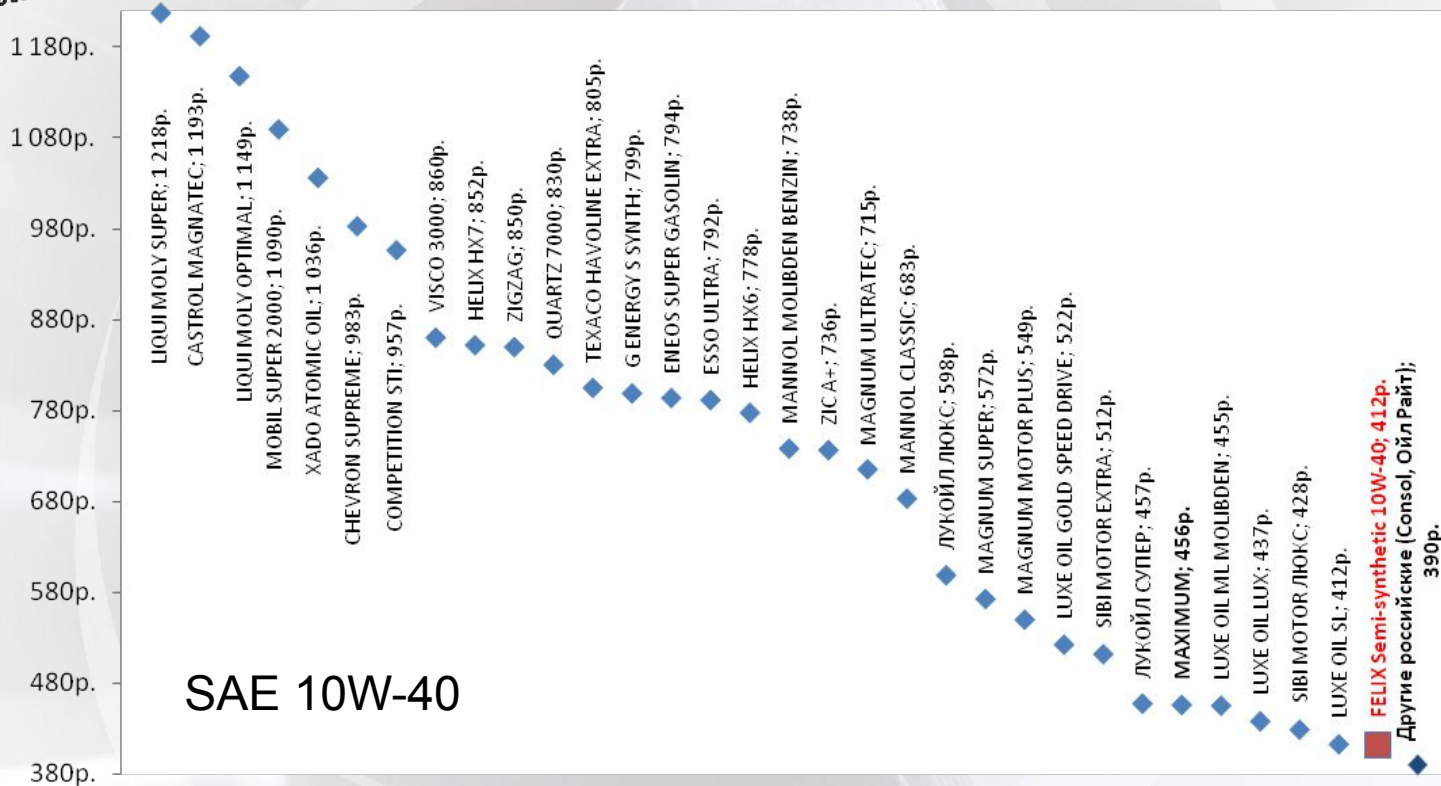 1 180р.
1 080р.
980р.
880р.
780р.
680р.
580р.
480р.
380р.
LIQUI MOLY SUPER; 1 218р.
CASTROL MAGNATEC; 1 193р.
LIQUI MOLY OPTIMAL; 1 149р.
MOBIL SUPER 2000; 1 090р.
XADO ATOMIC OIL; 1 036р.
CHEVRON SUPREME; 983р.
COMPETITION STI; 957р.
VISCO 3000; 860р.
HELIX HX7; 852р.
ZIGZAG; 850р.
QUARTZ 7000; 830р.
TEXACO HAVOLINE EXTRA; 805р.
G ENERGY S SYNTH; 799р.
ENEOS SUPER GASOLIN; 794р.
ESSO ULTRA; 792р.
HELIX HX6; 778р.
MANNOL MOLIBDEN BENZIN; 738р.
ZIC A+; 736р.
MAGNUM ULTRATEC; 715р.
MANNOL CLASSIC; 683р.
ЛУКОЙЛ ЛЮКС; 598р.
MAGNUM SUPER; 572р.
MAGNUM MOTOR PLUS; 549р.
LUXE OIL GOLD SPEED DRIVE; 522р.
SIBI MOTOR EXTRA; 512р.
ЛУКОЙЛ СУПЕР; 457р.
MAXIMUM; 456р.
LUXE OIL ML MOLIBDEN; 455р.
LUXE OIL LUX; 437р.
SIBI MOTOR ЛЮКС; 428р.
LUXE OIL SL; 412р.
FELIX Semi-synthetic 10W-40; 412р.
Другие российские (Consol, Ойл Райт);
390р.
SAE 10W-40